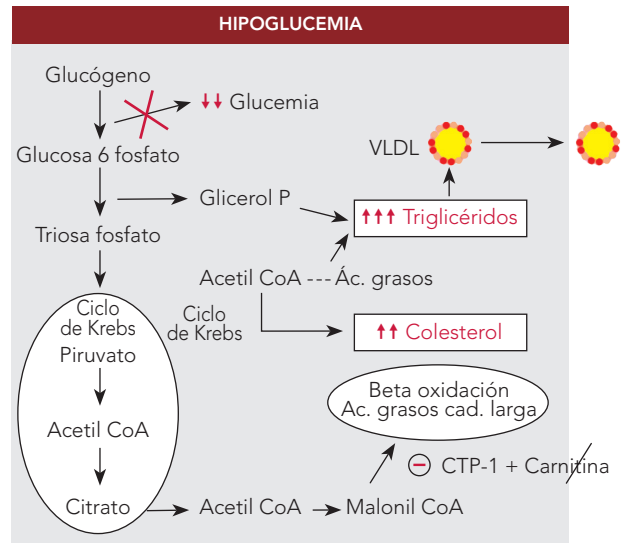 HIPOGLUCEMIA
Glucógeno
↓↓ Glucemia
Glucosa 6 fosfato
VLDL
Glicerol P
↑↑↑ Triglicéridos
Triosa fosfato
Acetil CoA --- Ác. grasos
Ciclo
de Krebs
Ciclo
de Krebs
↑↑ Colesterol
Piruvato
Beta oxidación
Ac. grasos cad. larga
Acetil CoA
− CTP-1 + Carnitina
Citrato
Acetil CoA
Malonil CoA